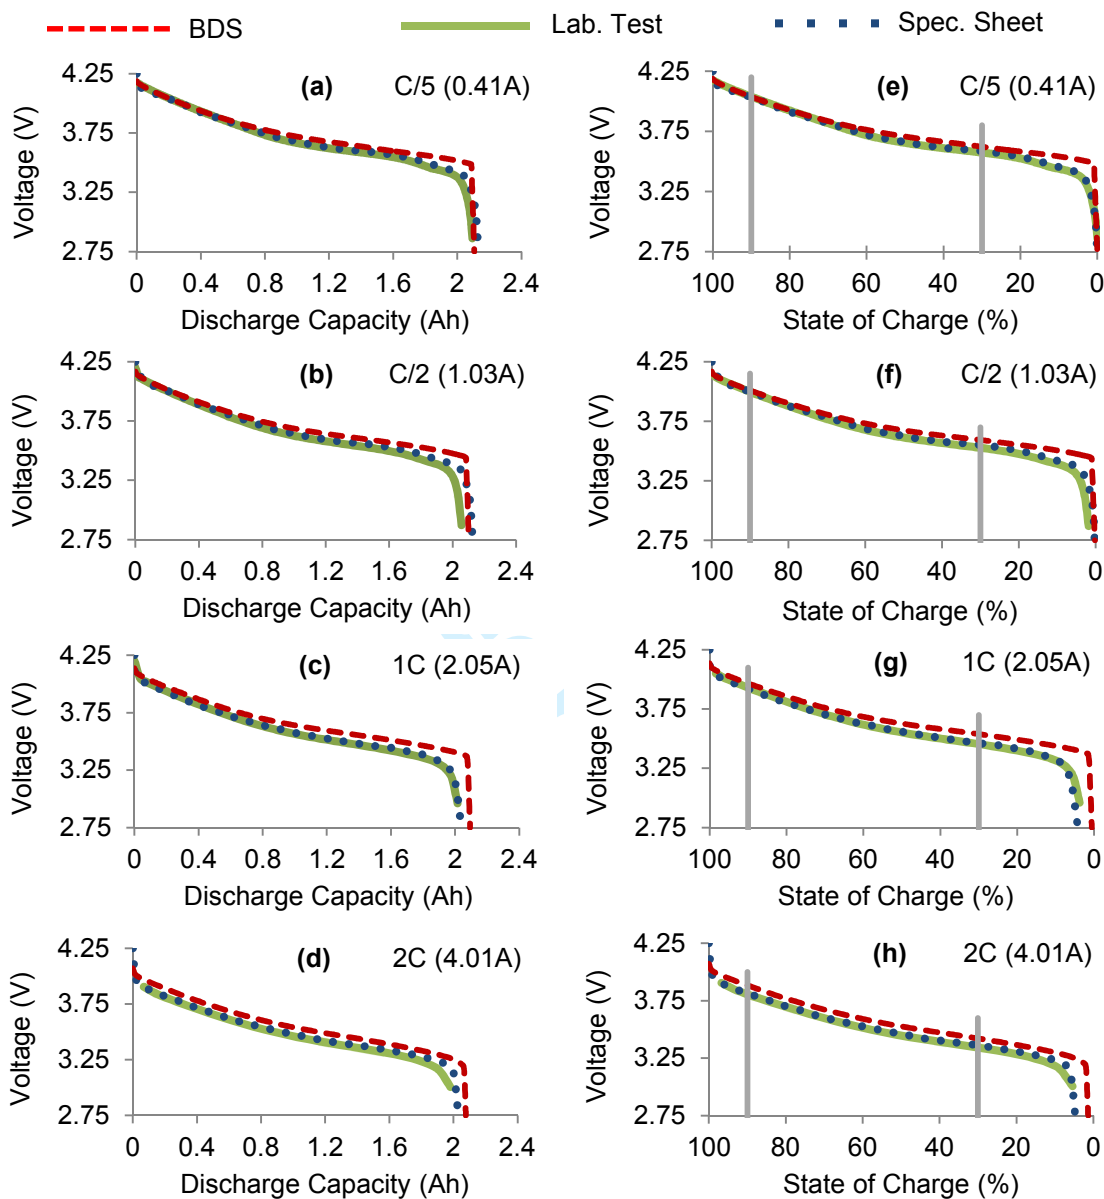 BDS Lab. Test Spec. Sheet
4.25
3.75
3.25
2.75
Voltage (V)
(a) C/5 (0.41A)
0 0.4 0.8 1.2 1.6 2 2.4
Discharge Capacity (Ah)
4.25
3.75
3.25
2.75
Voltage (V)
(e) C/5 (0.41A)
100 80 60 40 20 0
State of Charge (%)
4.25
3.75
3.25
2.75
Voltage (V)
(b) C/2 (1.03A)
0 0.4 0.8 1.2 1.6 2 2.4
Discharge Capacity (Ah)
4.25
3.75
3.25
2.75
Voltage (V)
(f) C/2 (1.03A)
100 80 60 40 20 0
State of Charge (%)
4.25
3.75
3.25
2.75
Voltage (V)
(c) 1C (2.05A)
0 0.4 0.8 1.2 1.6 2 2.4
Discharge Capacity (Ah)
4.25
3.75
3.25
2.75
Voltage (V)
(g) 1C (2.05A)
100 80 60 40 20 0
State of Charge (%)
4.25
3.75
3.25
2.75
Voltage (V)
(d) 2C (4.01A)
0 0.4 0.8 1.2 1.6 2 2.4
Discharge Capacity (Ah)
4.25
3.75
3.25
2.75
Voltage (V)
(h) 2C (4.01A)
100 80 60 40 20 0
State of Charge (%)